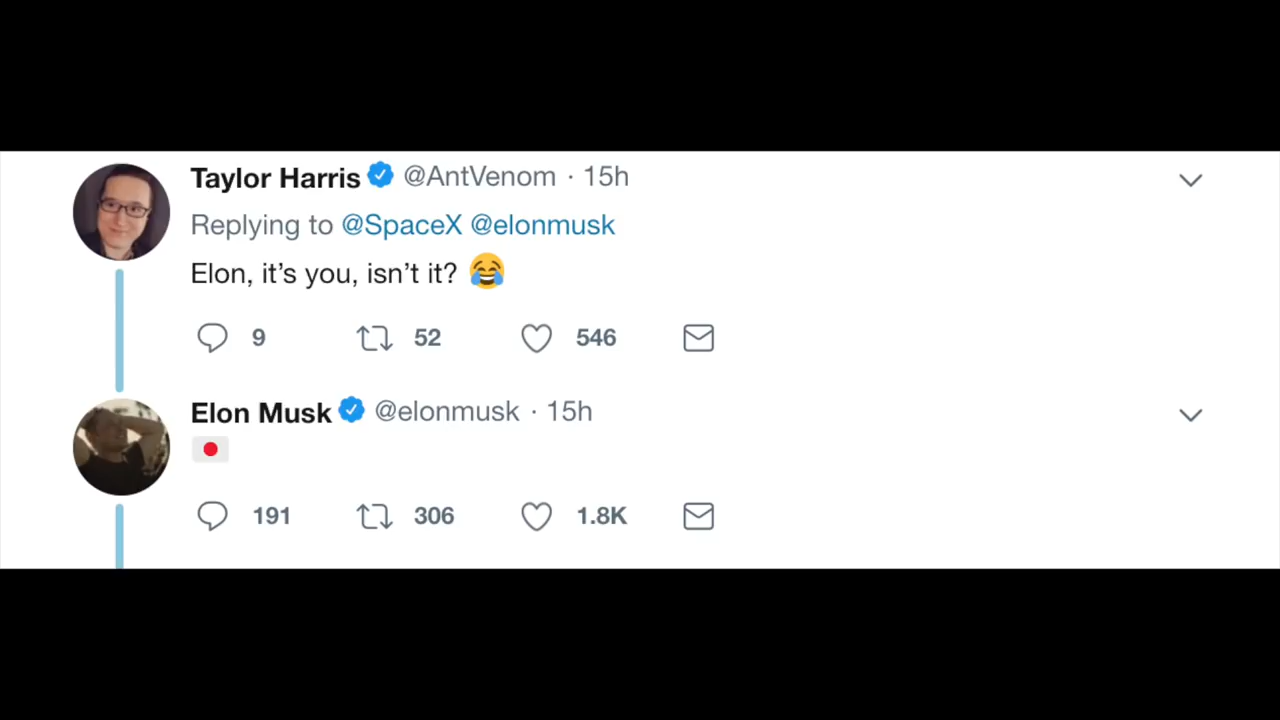 Taylor Harris @AntVenom · 15h
Replying to @SpaceX @elonmusk
Elon, it’s you, isn’t it? 😂
9 52 546
Elon Musk @elonmusk · 15h
🇯🇵
191 306 1.8K